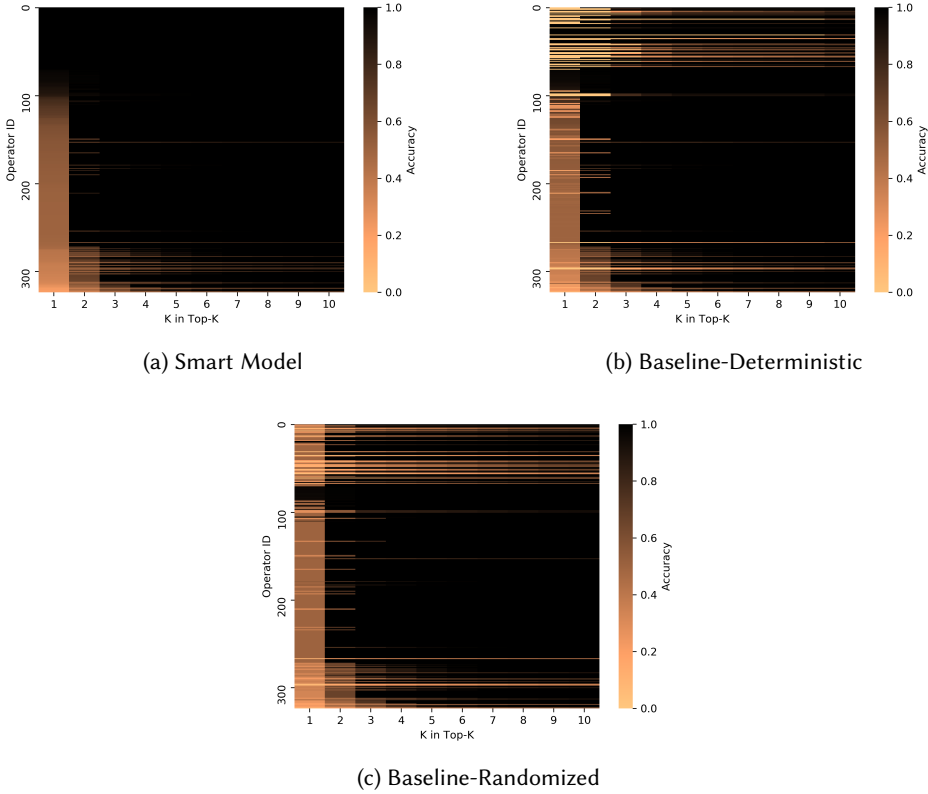 0
100
200
300
Operator ID
1 2 3 4 5 6 7 8 9 10
K in Top-K
1.0
0.8
0.6
0.4
0.2
0.0
Accuracy
(a) Smart Model
0
100
200
300
Operator ID
1 2 3 4 5 6 7 8 9 10
K in Top-K
1.0
0.8
0.6
0.4
0.2
0.0
Accuracy
(b) Baseline-Deterministic
0
100
200
300
Operator ID
1 2 3 4 5 6 7 8 9 10
K in Top-K
1.0
0.8
0.6
0.4
0.2
0.0
Accuracy
(c) Baseline-Randomized